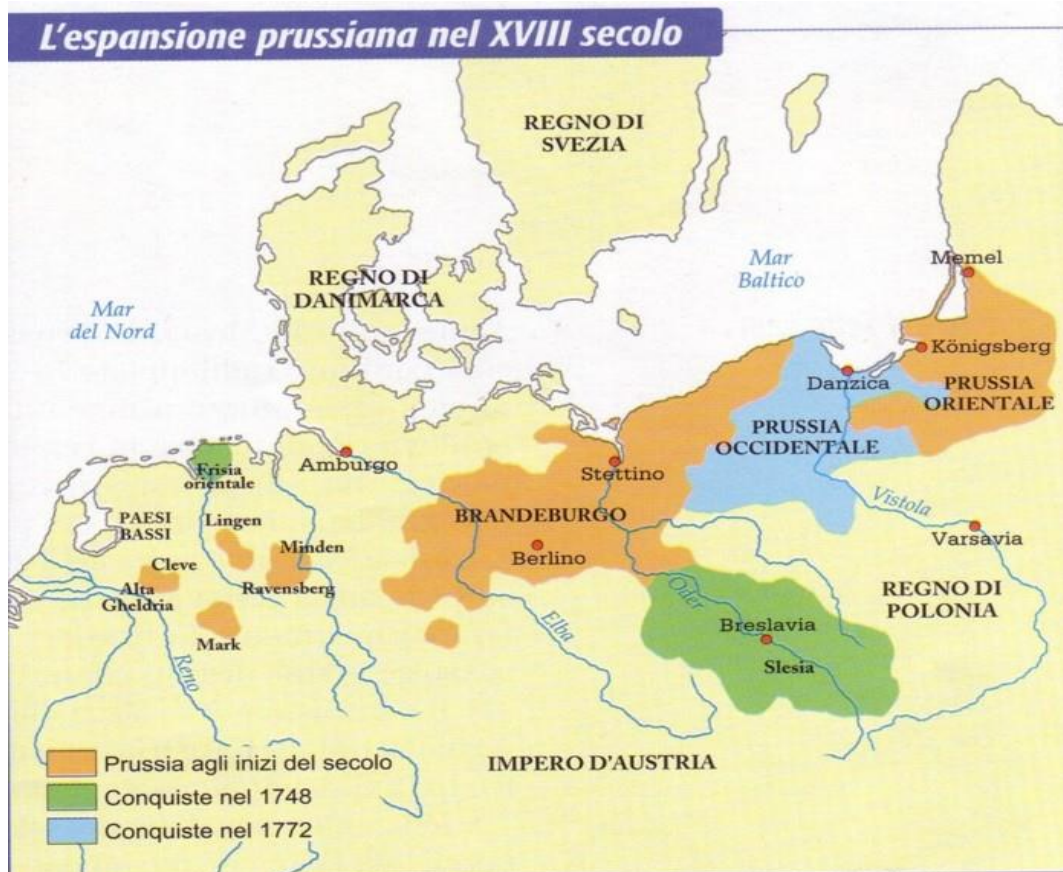 L'espansione prussiana nel XVIII secolo
REGNO DI
SVEZIA
REGNO DI
DANIMARCA
Mar
del Nord
Mar
Baltico
Memel
Königsberg
Danzica
PRUSSIA
ORIENTALE
PRUSSIA
OCCIDENTALE
Amburgo
Stettino
Frisia
orientale
Vistola
PAESI
BASSI
Lingen
BRANDEBURGO
Minden
Berlino
Varsavia
Cleve
Alta
Gheldria
Ravensberg
Oder
REGNO DI
POLONIA
Elba
Breslavia
Mark
Reno
Slesia
IMPERO D'AUSTRIA
Prussia agli inizi del secolo
Conquiste nel 1748
Conquiste nel 1772